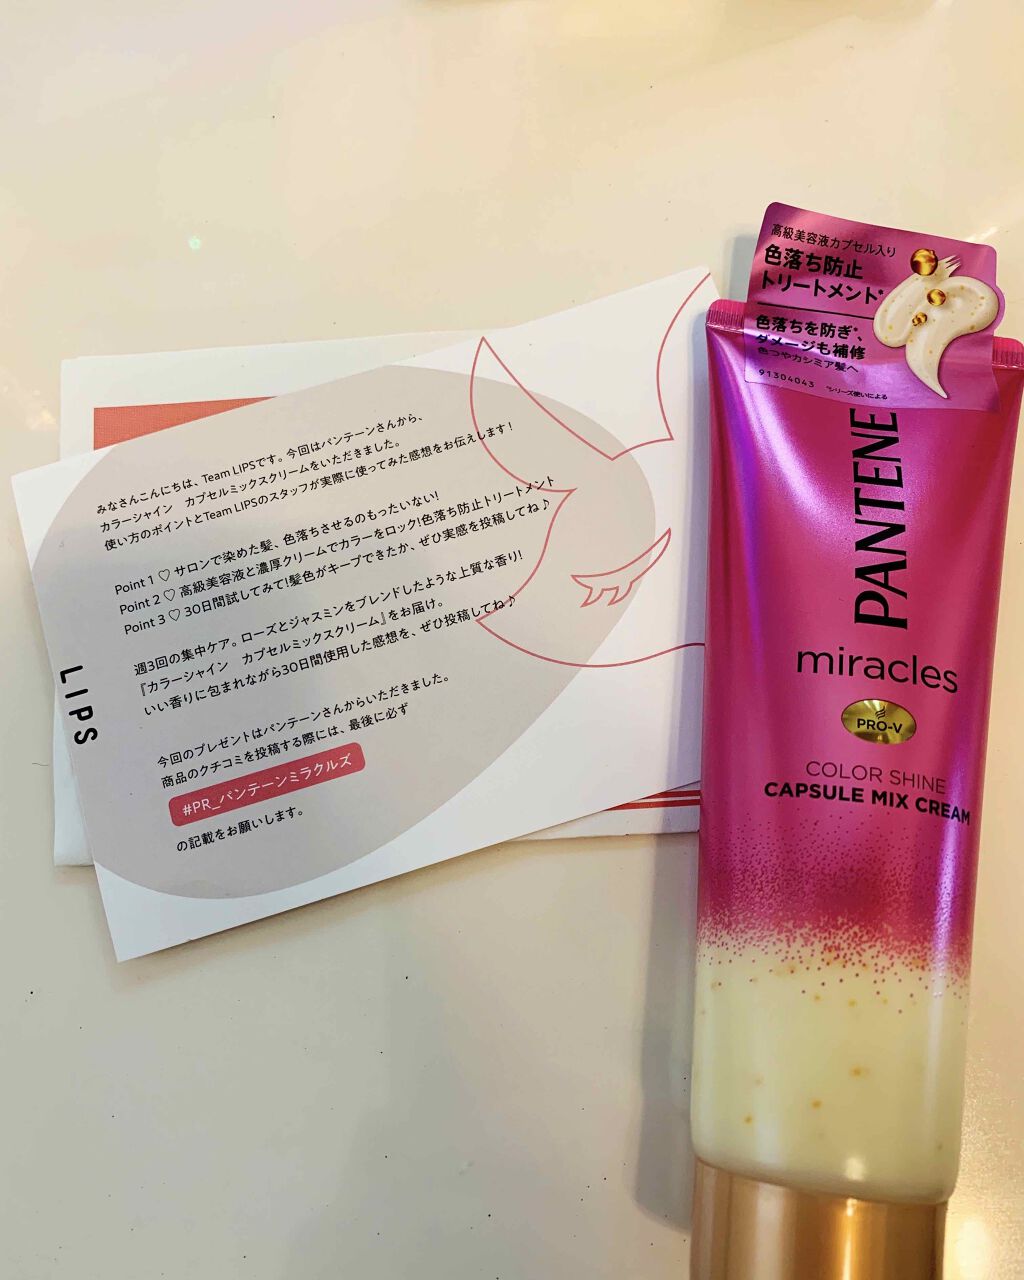 みなさんこんにちは、Team LIPSです。今回はパンテーンさんから、
カラーシャイン　カプセルミックスクリームをいただきました。
使い方のポイントとTeam LIPSのスタッフが実際に使ってみた感想をお伝えします!
Point 1 ♡ サロンで染めた髪、色落ちさせるのもったいない!
Point 2 ♡ 高級美容液と濃厚クリームでカラーをロック!色落ち防止トリートメント
Point 3 ♡ 30日間試してみて!髪色がキープできたか、ぜひ実感を投稿してね♪
週3回の集中ケア。ローズとジャスミンをブレンドしたような上質な香り!
『カラーシャイン　カプセルミックスクリーム』をお届け。
いい香りに包まれながら30日間使用した感想を、ぜひ投稿してね♪
今回のプレゼントはパンテーンさんからいただきました。
商品のクチコミを投稿する際には、最後に必ず
#PR_パンテーンミラクルズ
の記載をお願いします。
LIPS
高級美容液カプセル入り
色落ち防止
トリートメント*
色落ちを防ぎ*、
ダメージも補修
色つやカシミア髪へ
91304043 *シリーズ使いによる
PANTENE
miracles
PRO-V
COLOR SHINE
CAPSULE MIX CREAM